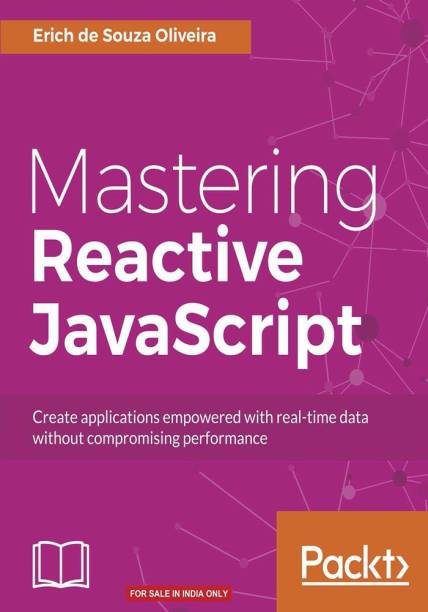 Erich de Souza Oliveira
Mastering
Reactive
JavaScript
Create applications empowered with real-time data
without compromising performance
FOR SALE IN INDIA ONLY
Packt>